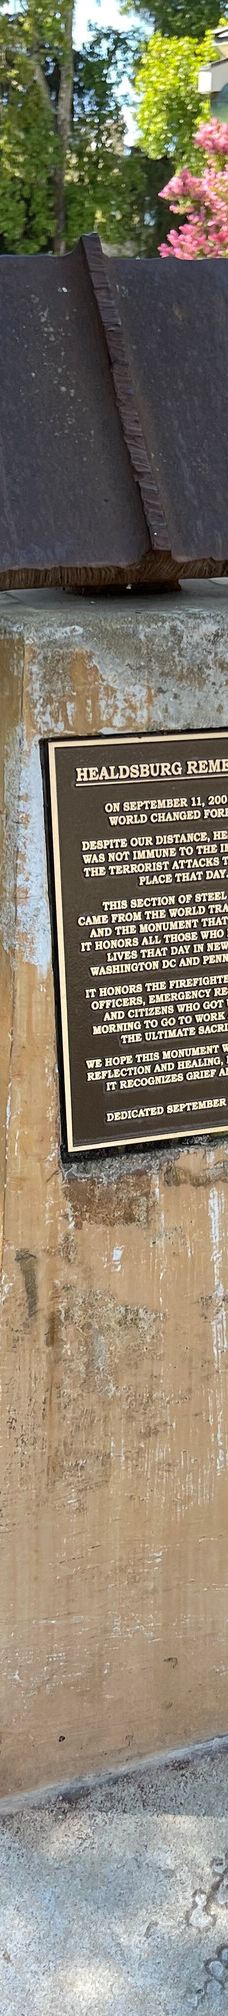 HEALDSBURG REME
ON SEPTEMBER 11, 200
WORLD CHANGED FOR
DESPITE OUR DISTANCE, HE
WAS NOT IMMUNE TO THE I
THE TERRORIST ATTACKS T
PLACE THAT DAY.
THIS SECTION OF STEEL
CAME FROM THE WORLD TRA
AND THE MONUMENT THAT
IT HONORS ALL THOSE WHO
LIVES THAT DAY IN NEW
WASHINGTON DC AND PENN
IT HONORS THE FIREFIGHTE
OFFICERS, EMERGENCY RE
AND CITIZENS WHO GOT
MORNING TO GO TO WORK
THE ULTIMATE SACRI
WE HOPE THIS MONUMENT W
REFLECTION AND HEALING,
IT RECOGNIZES GRIEF A
DEDICATED SEPTEMBER